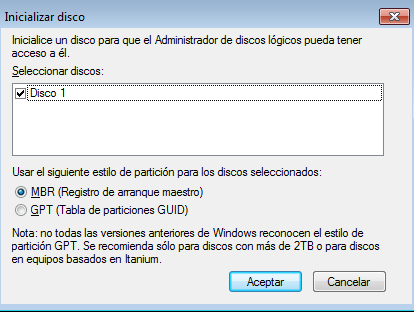 Inicializar disco
Inicialice un disco para que el Administrador de discos lógicos pueda tener
acceso a él.
Seleccionar discos:
Disco 1
Usar el siguiente estilo de partición para los discos seleccionados:
MBR (Registro de arranque maestro)
GPT (Tabla de particiones GUID)
Nota: no todas las versiones anteriores de Windows reconocen el estilo de
partición GPT. Se recomienda sólo para discos con más de 2TB o para discos
en equipos basados en Itanium.
Aceptar
Cancelar